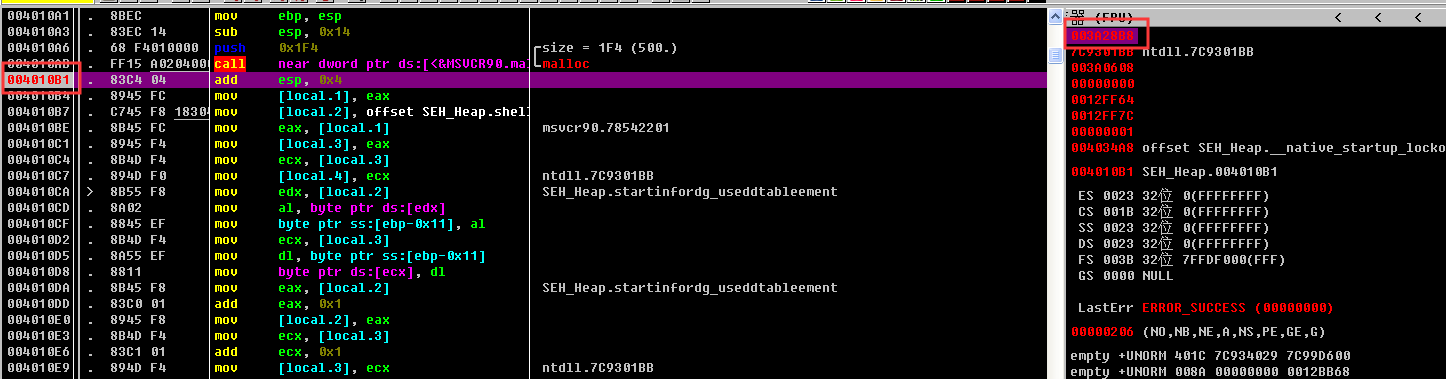 004010A1 . 8BEC mov ebp, esp
004010A3 . 83EC 14 sub esp, 0x14
004010A6 . 68 F4010000 push 0x1F4 size = 1F4 (500.)
004010AB . FF15 A0204000 call near dword ptr ds:[<&MSVCR90.mal malloc
004010B1 . 83C4 04 add esp, 0x4
004010B4 . 8945 FC mov [local.1], eax
004010B7 . C745 F8 18304 mov [local.2], offset SEH_Heap.shell
004010BE . 8B45 FC mov eax, [local.1] msvcr90.78542201
004010C1 . 8945 F4 mov [local.3], eax
004010C4 . 8B4D F4 mov ecx, [local.3]
004010C7 . 894D F0 mov [local.4], ecx ntdll.7C9301BB
004010CA > 8B55 F8 mov edx, [local.2] SEH_Heap.startinfordg_useddtableement
004010CD . 8A02 mov al, byte ptr ds:[edx]
004010CF . 8845 EF mov byte ptr ss:[ebp-0x11], al
004010D2 . 8B4D F4 mov ecx, [local.3]
004010D5 . 8A55 EF mov dl, byte ptr ss:[ebp-0x11]
004010D8 . 8811 mov byte ptr ds:[ecx], dl
004010DA . 8B45 F8 mov eax, [local.2] SEH_Heap.startinfordg_useddtableement
004010DD . 83C0 01 add eax, 0x1
004010E0 . 8945 F8 mov [local.2], eax
004010E3 . 8B4D F4 mov ecx, [local.3]
004010E6 . 83C1 01 add ecx, 0x1
004010E9 . 894D F4 mov [local.3], ecx ntdll.7C9301BB
器 (FPU) < < <
003A28B8
7C9301BB ntdll.7C9301BB
003A0608
00000000
0012FF64
0012FF7C
00000001
004034A8 offset SEH_Heap.__native_startup_locko
004010B1 SEH_Heap.004010B1
ES 0023 32位 0(FFFFFFFF)
CS 001B 32位 0(FFFFFFFF)
SS 0023 32位 0(FFFFFFFF)
DS 0023 32位 0(FFFFFFFF)
FS 003B 32位 7FFDF000(FFF)
GS 0000 NULL
LastErr ERROR_SUCCESS (00000000)
00000206 (NO,NB,NE,A,NS,PE,GE,G)
empty +UNORM 401C 7C934029 7C99D600
empty +UNORM 008A 00000000 0012BB68